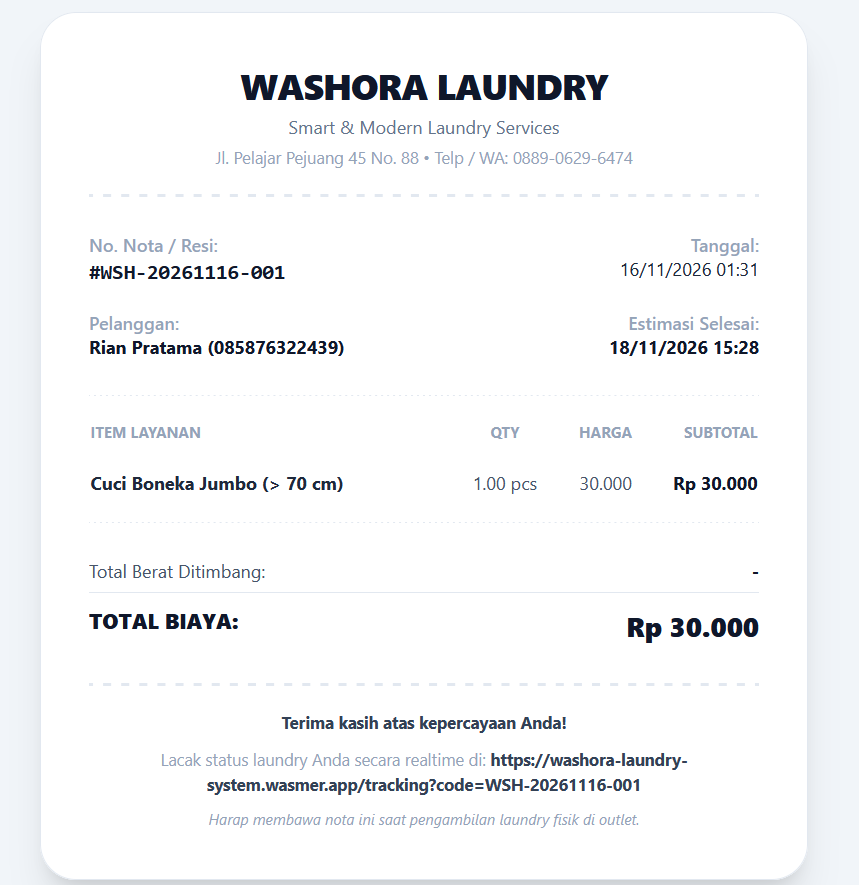 WASHORA LAUNDRY
Smart & Modern Laundry Services
Jl. Pelajar Pejuang 45 No. 88 • Telp / WA: 0889-0629-6474
No. Nota / Resi:
#WSH-20261116-001
Tanggal:
16/11/2026 01:31
Pelanggan:
Rian Pratama (085876322439)
Estimasi Selesai:
18/11/2026 15:28
ITEM LAYANAN QTY HARGA SUBTOTAL
Cuci Boneka Jumbo (> 70 cm) 1.00 pcs 30.000 Rp 30.000
Total Berat Ditimbang: -
TOTAL BIAYA: Rp 30.000
Terima kasih atas kepercayaan Anda!
Lacak status laundry Anda secara realtime di: https://washora-laundry-
system.wasmer.app/tracking?code=WSH-20261116-001
Harap membawa nota ini saat pengambilan laundry fisik di outlet.